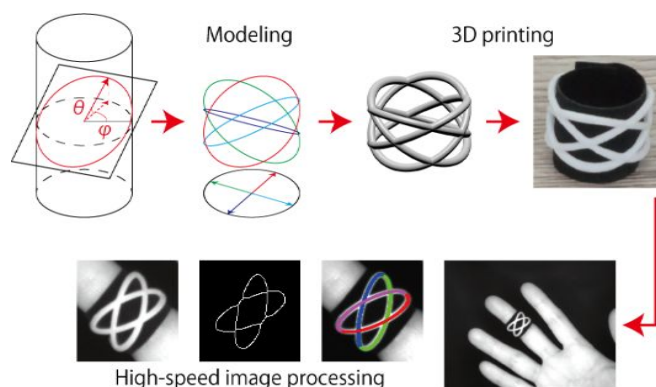 Modeling
3D printing
θ
φ
High-speed image processing